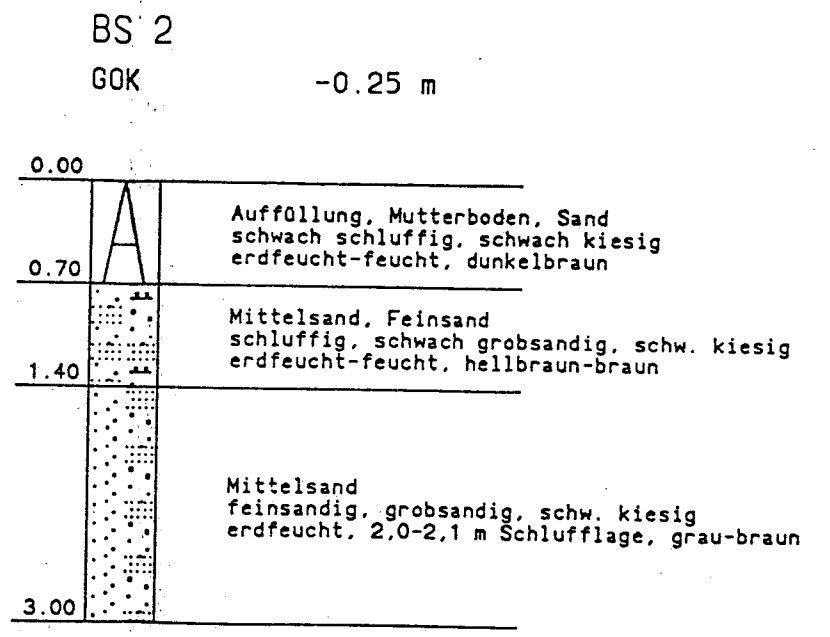 BS 2
GOK -0.25 m
0.00
A
Auffüllung, Mutterboden, Sand
schwach schluffig, schwach kiesig
erdfeucht-feucht, dunkelbraun
0.70
Mittelsand, Feinsand
schluffig, schwach grobsandig, schw. kiesig
erdfeucht-feucht, hellbraun-braun
1.40
Mittelsand
feinsandig, grobsandig, schw. kiesig
erdfeucht, 2,0-2,1 m Schlufflage, grau-braun
3.00